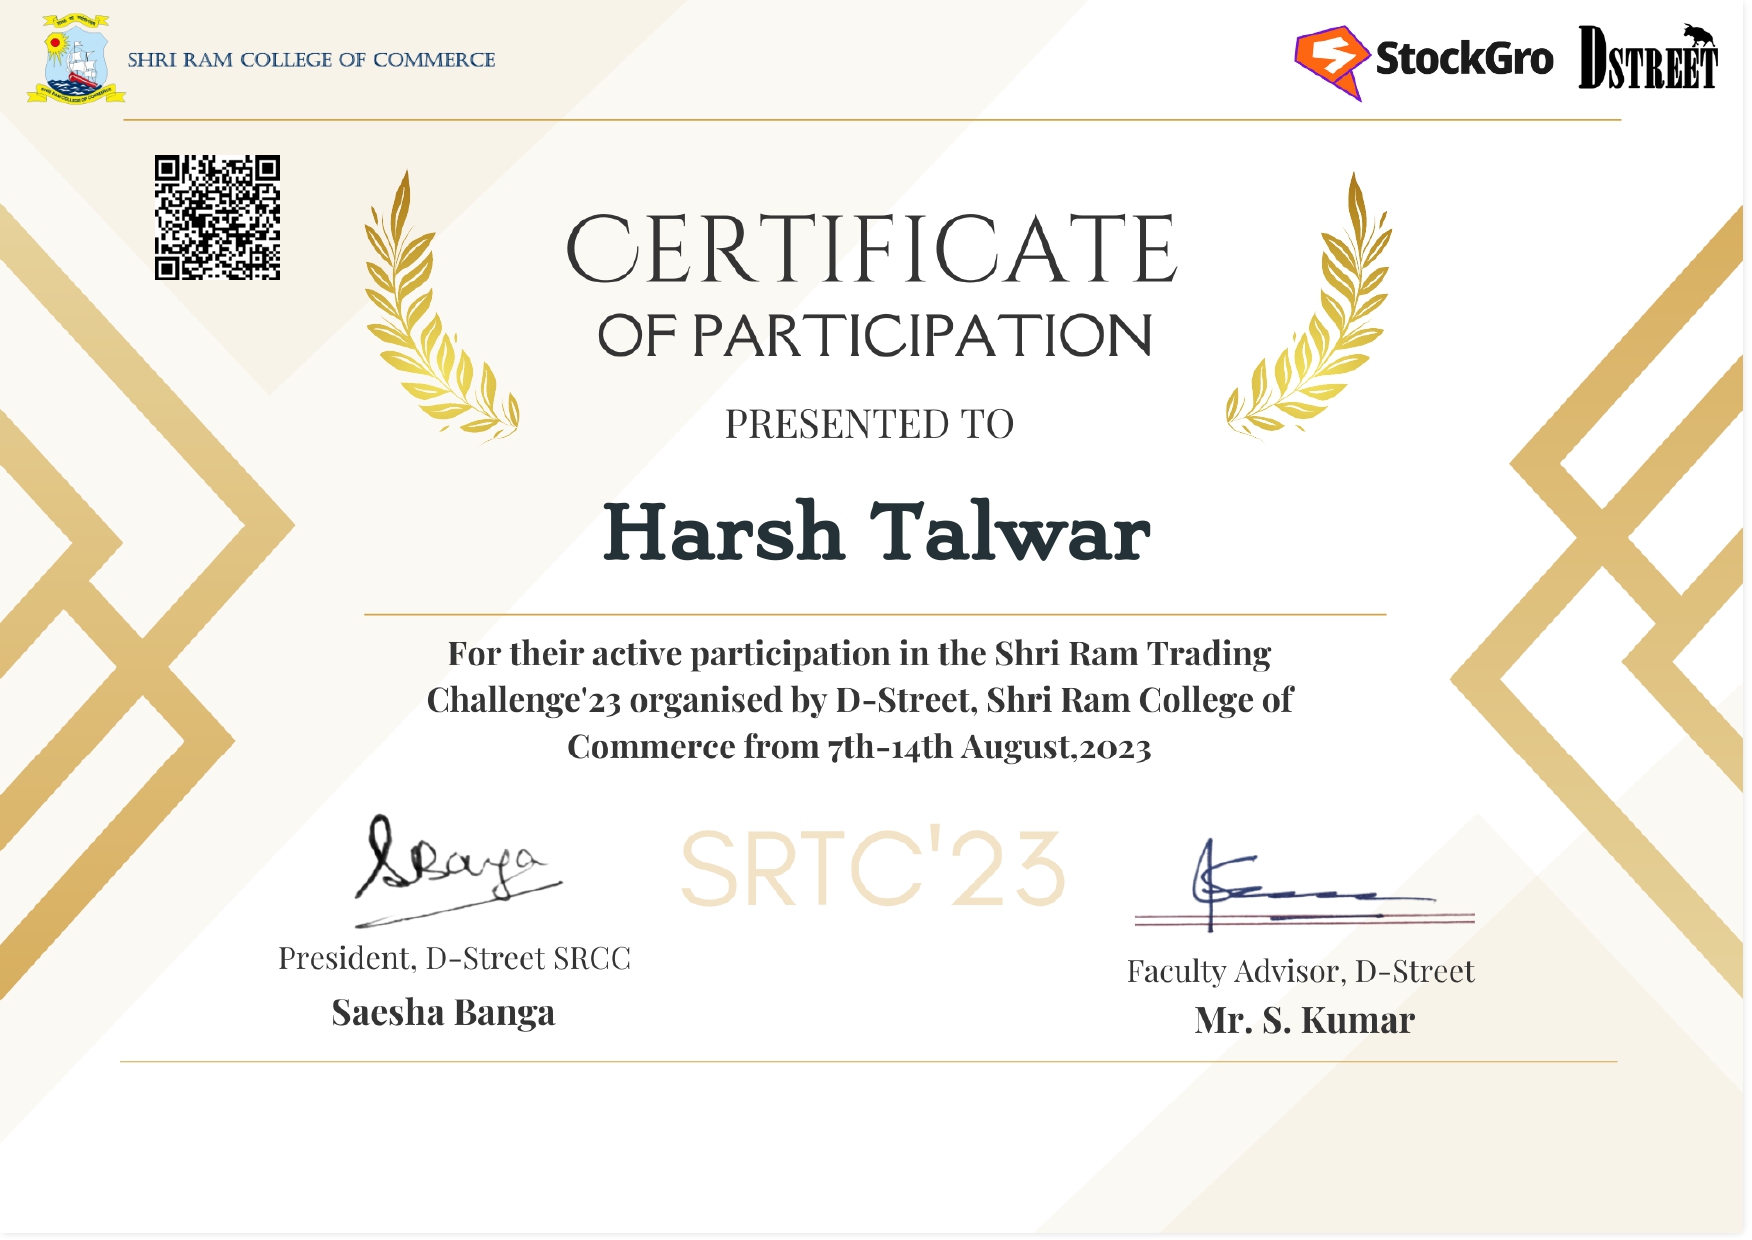 SHRI RAM COLLEGE OF COMMERCE
StockGro
DSTREET
CERTIFICATE
OF PARTICIPATION
PRESENTED TO
Harsh Talwar
For their active participation in the Shri Ram Trading
Challenge'23 organised by D-Street, Shri Ram College of
Commerce from 7th-14th August,2023
SRTC'23
SBanga
President, D-Street SRCC
Saesha Banga
Faculty Advisor, D-Street
Mr. S. Kumar